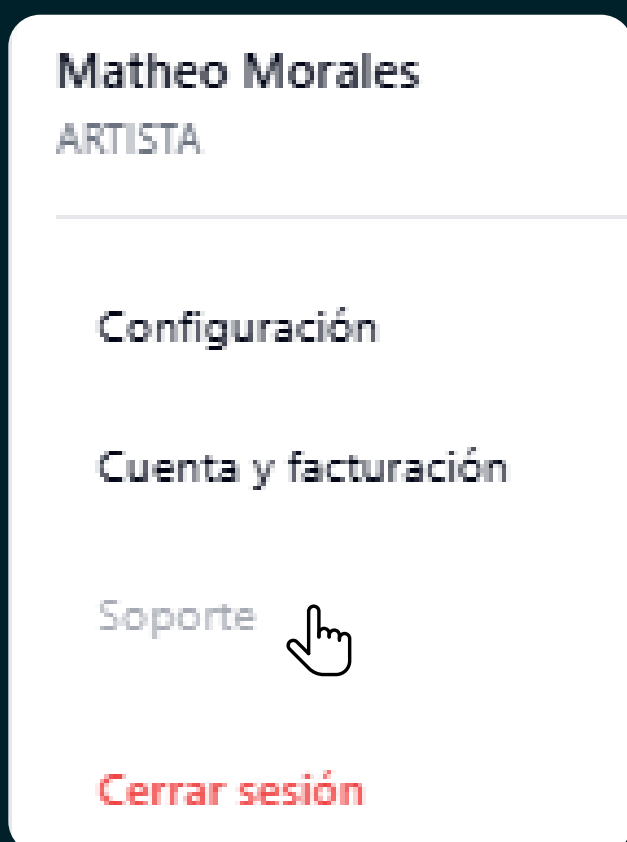 Matheo Morales
ARTISTA
Configuración
Cuenta y facturación
Soporte
Cerrar sesión